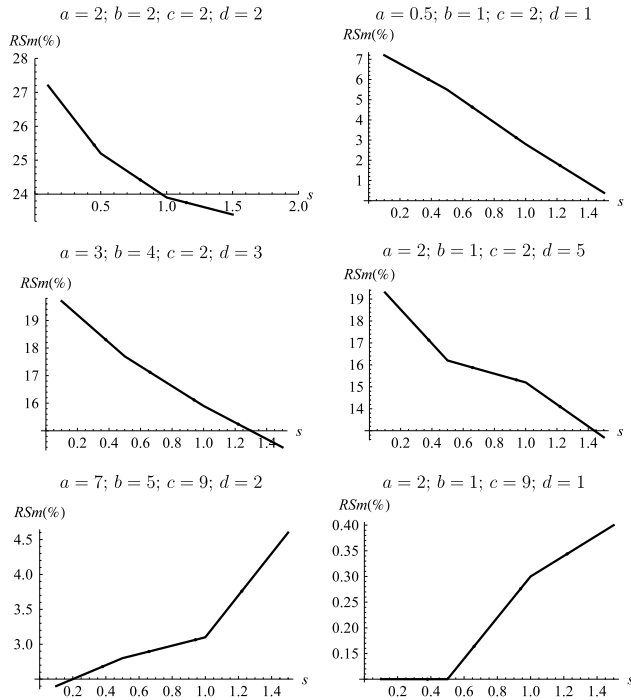 a = 2; b = 2; c = 2; d = 2
RSm(%)
28
27
26
25
24
0.5 1.0 1.5 2.0 s
a = 0.5; b = 1; c = 2; d = 1
RSm(%)
7
6
5
4
3
2
1
0.2 0.4 0.6 0.8 1.0 1.2 1.4 s
a = 3; b = 4; c = 2; d = 3
RSm(%)
19
18
17
16
0.2 0.4 0.6 0.8 1.0 1.2 1.4 s
a = 2; b = 1; c = 2; d = 5
RSm(%)
19
18
17
16
15
14
0.2 0.4 0.6 0.8 1.0 1.2 1.4 s
a = 7; b = 5; c = 9; d = 2
RSm(%)
4.5
4.0
3.5
3.0
0.2 0.4 0.6 0.8 1.0 1.2 1.4 s
a = 2; b = 1; c = 9; d = 1
RSm(%)
0.40
0.35
0.30
0.25
0.20
0.15
0.2 0.4 0.6 0.8 1.0 1.2 1.4 s